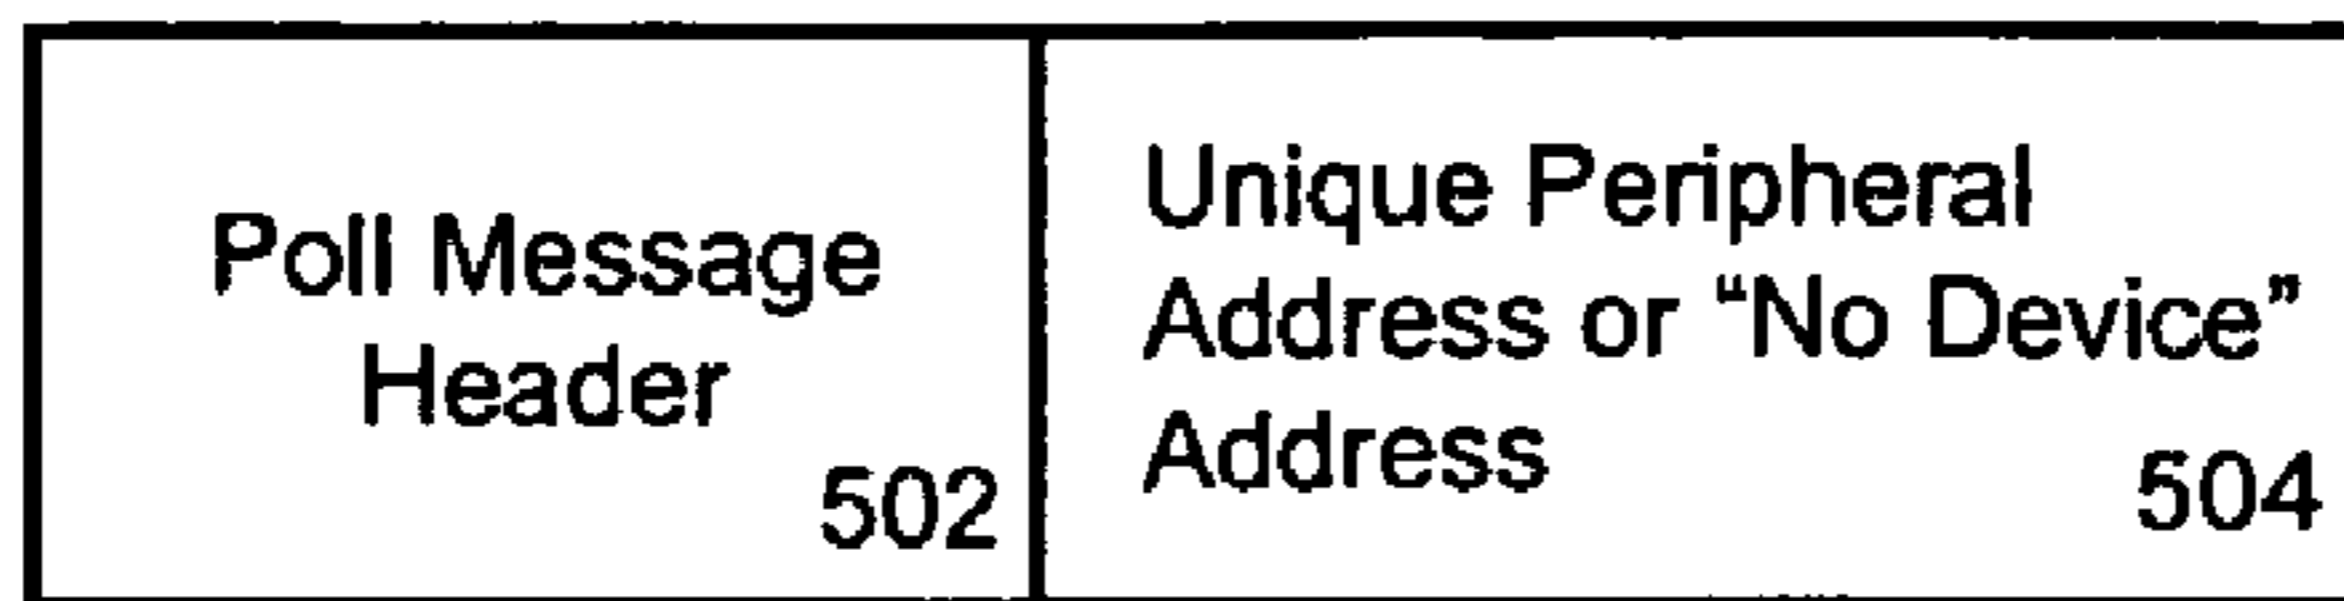 Poll Message
Header
502
Unique Peripheral
Address or “No Device”
Address
504